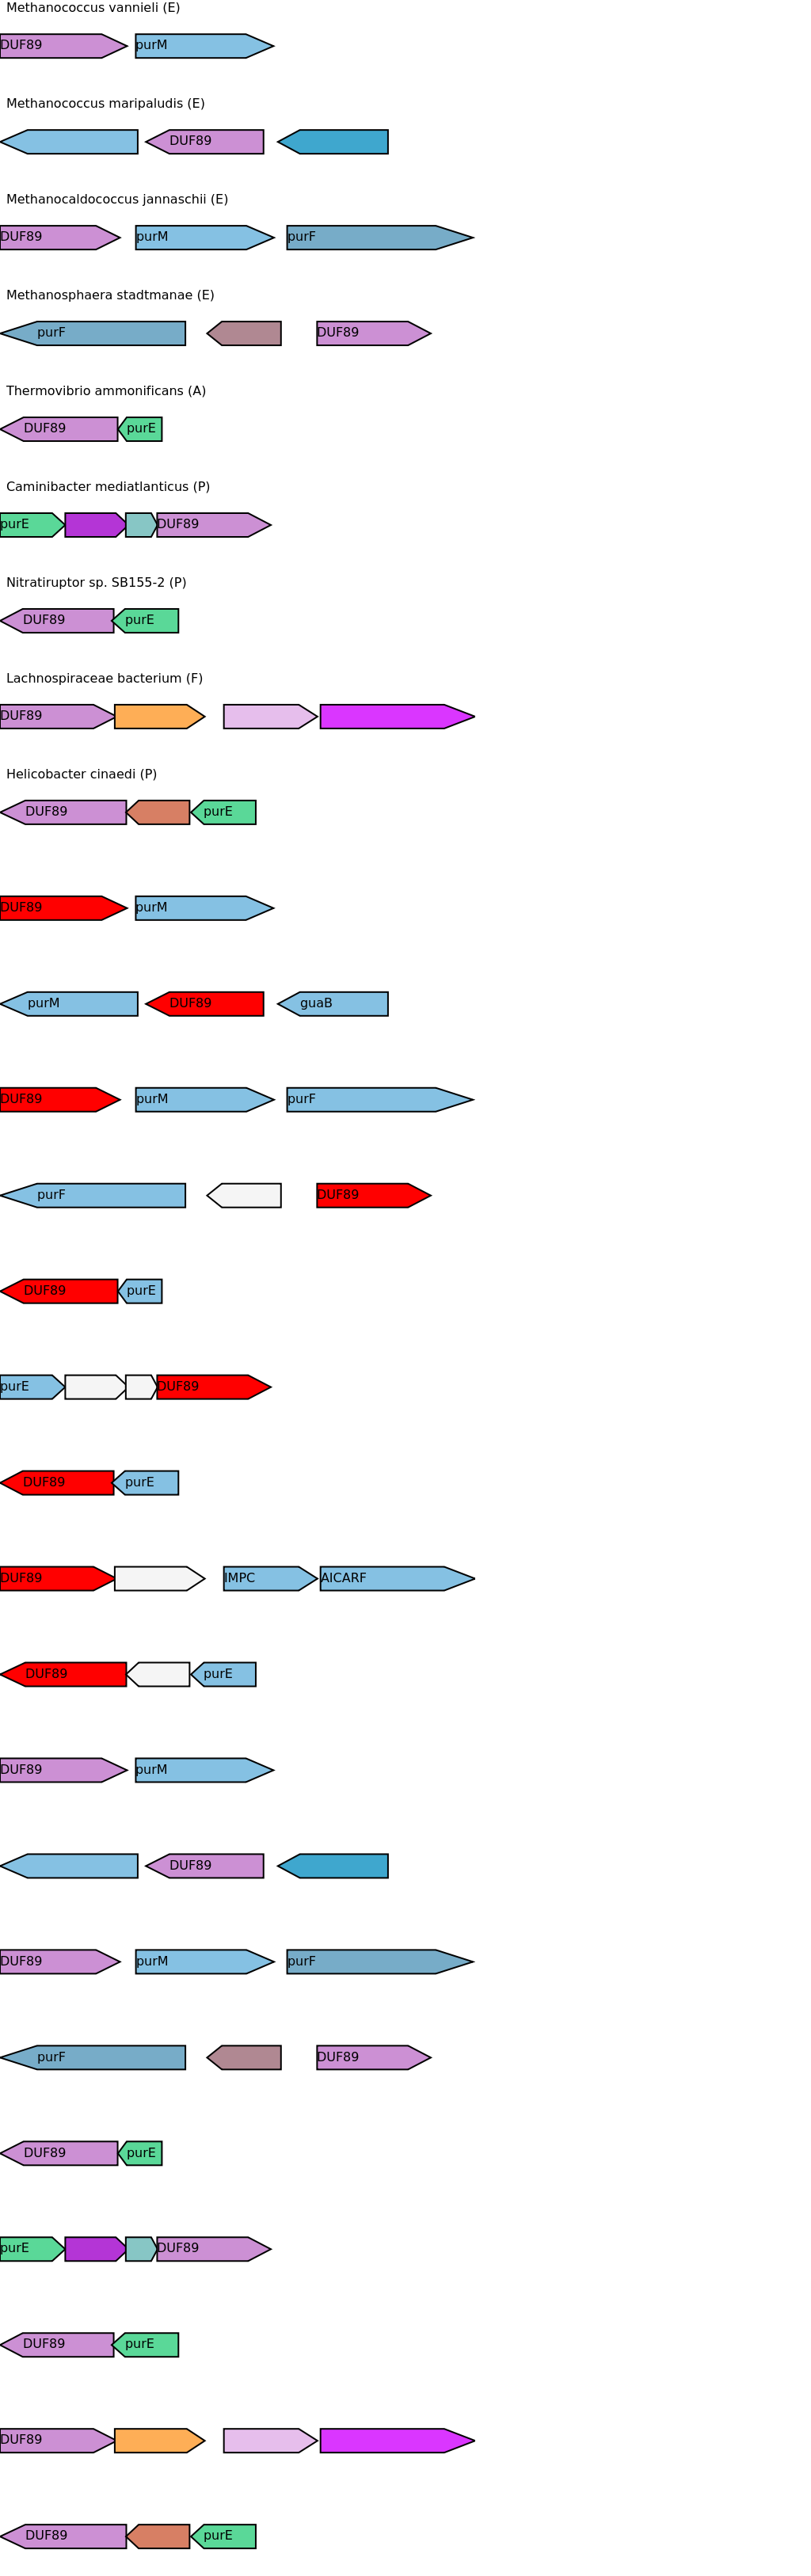 Methanococcus vannieli (E)
DUF89 purM
Methanococcus maripaludis (E)
DUF89
Methanocaldococcus jannaschii (E)
DUF89 purM purF
Methanosphaera stadtmanae (E)
purF DUF89
Thermovibrio ammonificans (A)
DUF89 purE
Caminibacter mediatlanticus (P)
purE DUF89
Nitratiruptor sp. SB155-2 (P)
DUF89 purE
Lachnospiraceae bacterium (F)
DUF89
Helicobacter cinaedi (P)
DUF89 purE
DUF89 purM
purM DUF89 guaB
DUF89 purM purF
purF DUF89
DUF89 purE
purE DUF89
DUF89 purE
DUF89 IMPC AICARF
DUF89 purE
DUF89 purM
DUF89
DUF89 purM purF
purF DUF89
DUF89 purE
purE DUF89
DUF89 purE
DUF89
DUF89 purE